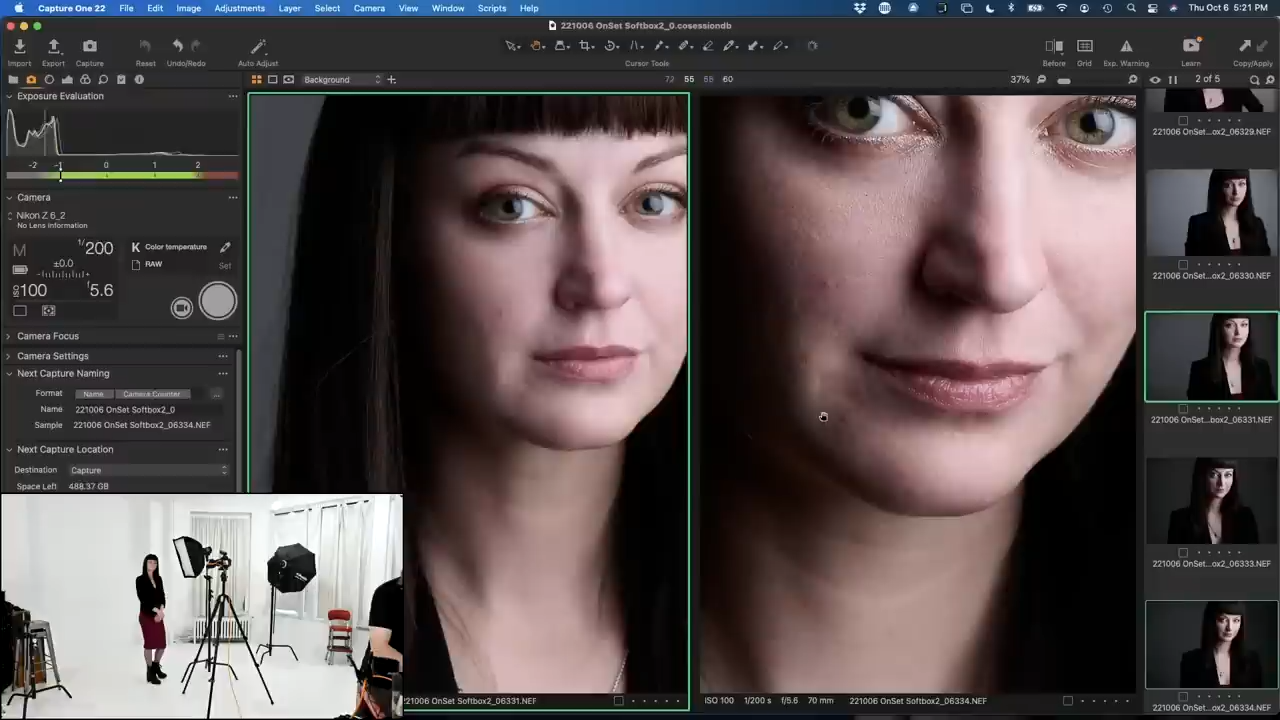 Capture One 22 File Edit Image Adjustments Layer Select Camera View Window Scripts Help Thu Oct 6 5:21 PM
221006 OnSet Softbox2_0.cosessiondb
Import Export Capture Reset Undo/Redo Auto Adjust Cursor Tools Before Grid Exp. Warning Learn Copy/Apply
Background 72 55 58 60 37% 2 of 5
Exposure Evaluation
-2 -1 0 1 2
Camera
Nikon Z 6_2
No Lens Information
M 1/200 K Color temperature
±0.0 RAW Set
ISO 100 f5.6
Camera Focus
Camera Settings
Next Capture Naming
Format Name Camera Counter ...
Name 221006 OnSet Softbox2_0
Sample 221006 OnSet Softbox2_06334.NEF
Next Capture Location
Destination Capture
Space Left 488.37 GB
221006 OnSet Softbox2_06331.NEF
ISO 100 1/200 s f/5.6 70 mm 221006 OnSet Softbox2_06334.NEF
221006 OnSet...ox2_06329.NEF
221006 OnSet...ox2_06330.NEF
221006 OnSet...box2_06331.NEF
221006 OnSet...ox2_06333.NEF
221006 OnSet...ox2_06334.NEF